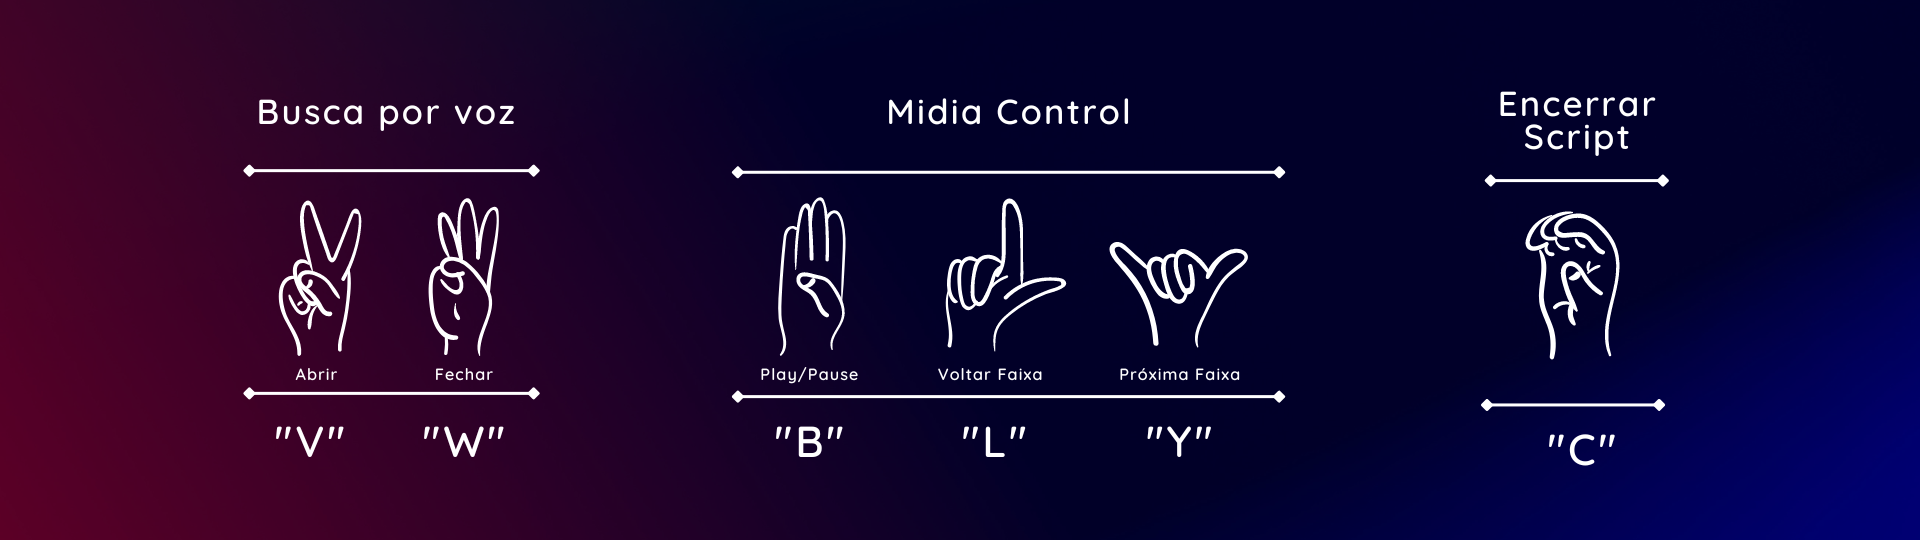 Busca por voz
Abrir
Fechar
"V"
"W"
Midia Control
Play/Pause
Voltar Faixa
Próxima Faixa
"B"
"L"
"Y"
Encerrar
Script
"C"